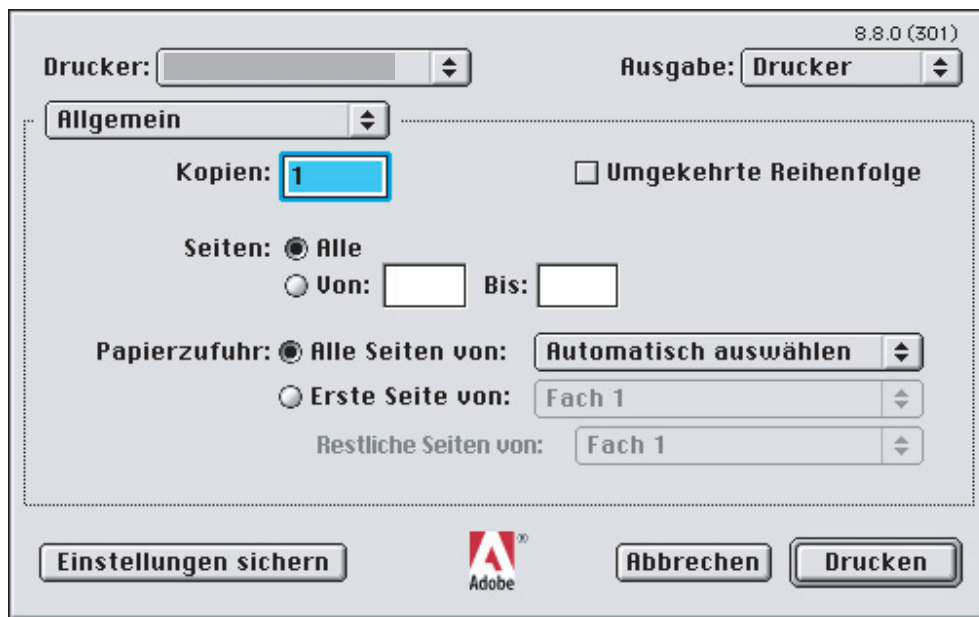 8.8.0 (301)
Drucker: Ausgabe: Drucker
Allgemein
Kopien: 1 Umgekehrte Reihenfolge
Seiten: Alle
Von: Bis:
Papierzufuhr: Alle Seiten von: Automatisch auswählen
Erste Seite von: Fach 1
Restliche Seiten von: Fach 1
Einstellungen sichern Adobe ® Abbrechen Drucken